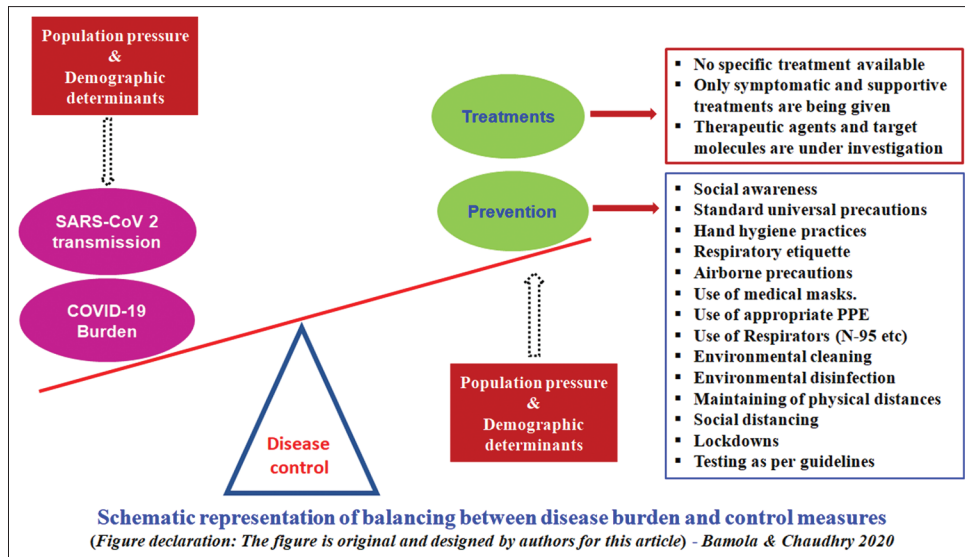 Population pressure
&
Demographic
determinants
SARS-CoV 2
transmission
COVID-19
Burden
Disease
control
Treatments
Prevention
Population pressure
&
Demographic
determinants
▪ No specific treatment available
▪ Only symptomatic and supportive
treatments are being given
▪ Therapeutic agents and target
molecules are under investigation
▪ Social awareness
▪ Standard universal precautions
▪ Hand hygiene practices
▪ Respiratory etiquette
▪ Airborne precautions
▪ Use of medical masks.
▪ Use of appropriate PPE
▪ Use of Respirators (N-95 etc)
▪ Environmental cleaning
▪ Environmental disinfection
▪ Maintaining of physical distances
▪ Social distancing
▪ Lockdowns
▪ Testing as per guidelines
Schematic representation of balancing between disease burden and control measures
(Figure declaration: The figure is original and designed by authors for this article) - Bamola & Chaudhry 2020